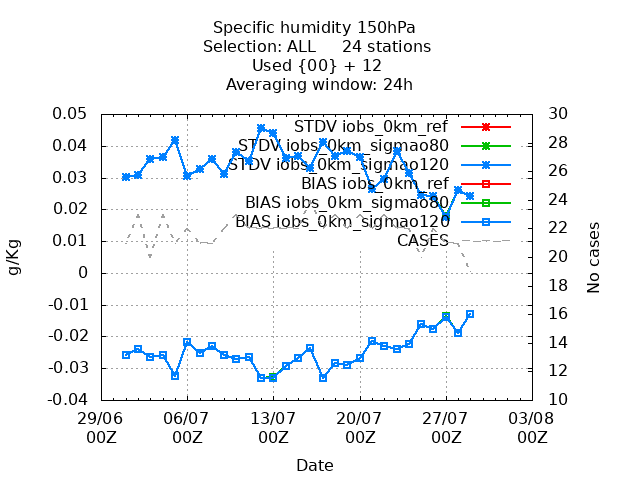 Specific humidity 150hPa
Selection: ALL     24 stations
Used {00} + 12
Averaging window: 24h
STDV iobs_0km_ref
STDV iobs_0km_sigmao80
STDV iobs_0km_sigmao120
BIAS iobs_0km_ref
BIAS iobs_0km_sigmao80
BIAS iobs_0km_sigmao120
CASES
0.05
0.04
0.03
0.02
0.01
0
-0.01
-0.02
-0.03
-0.04
g/Kg
30
28
26
24
22
20
18
16
14
12
10
No cases
29/06 06/07 13/07 20/07 27/07 03/08
00Z 00Z 00Z 00Z 00Z 00Z
Date